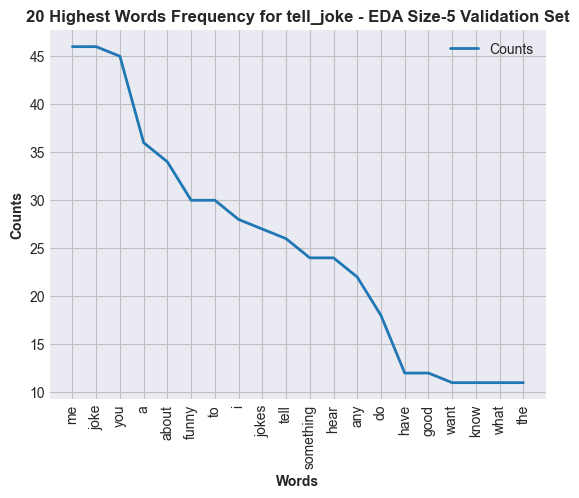 20 Highest Words Frequency for tell_joke - EDA Size-5 Validation Set
Counts
45
40
35
30
25
20
15
10
Counts
me
joke
you
a
about
funny
to
i
jokes
tell
something
hear
any
do
have
good
want
know
what
the
Words